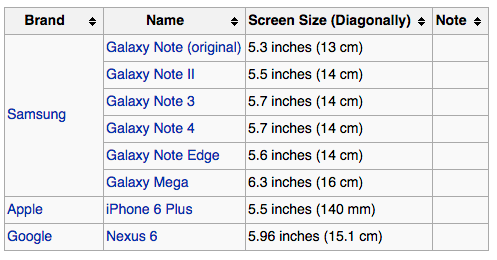 Brand Name Screen Size (Diagonally) Note
Galaxy Note (original) 5.3 inches (13 cm)
Galaxy Note II 5.5 inches (14 cm)
Galaxy Note 3 5.7 inches (14 cm)
Samsung Galaxy Note 4 5.7 inches (14 cm)
Galaxy Note Edge 5.6 inches (14 cm)
Galaxy Mega 6.3 inches (16 cm)
Apple iPhone 6 Plus 5.5 inches (140 mm)
Google Nexus 6 5.96 inches (15.1 cm)